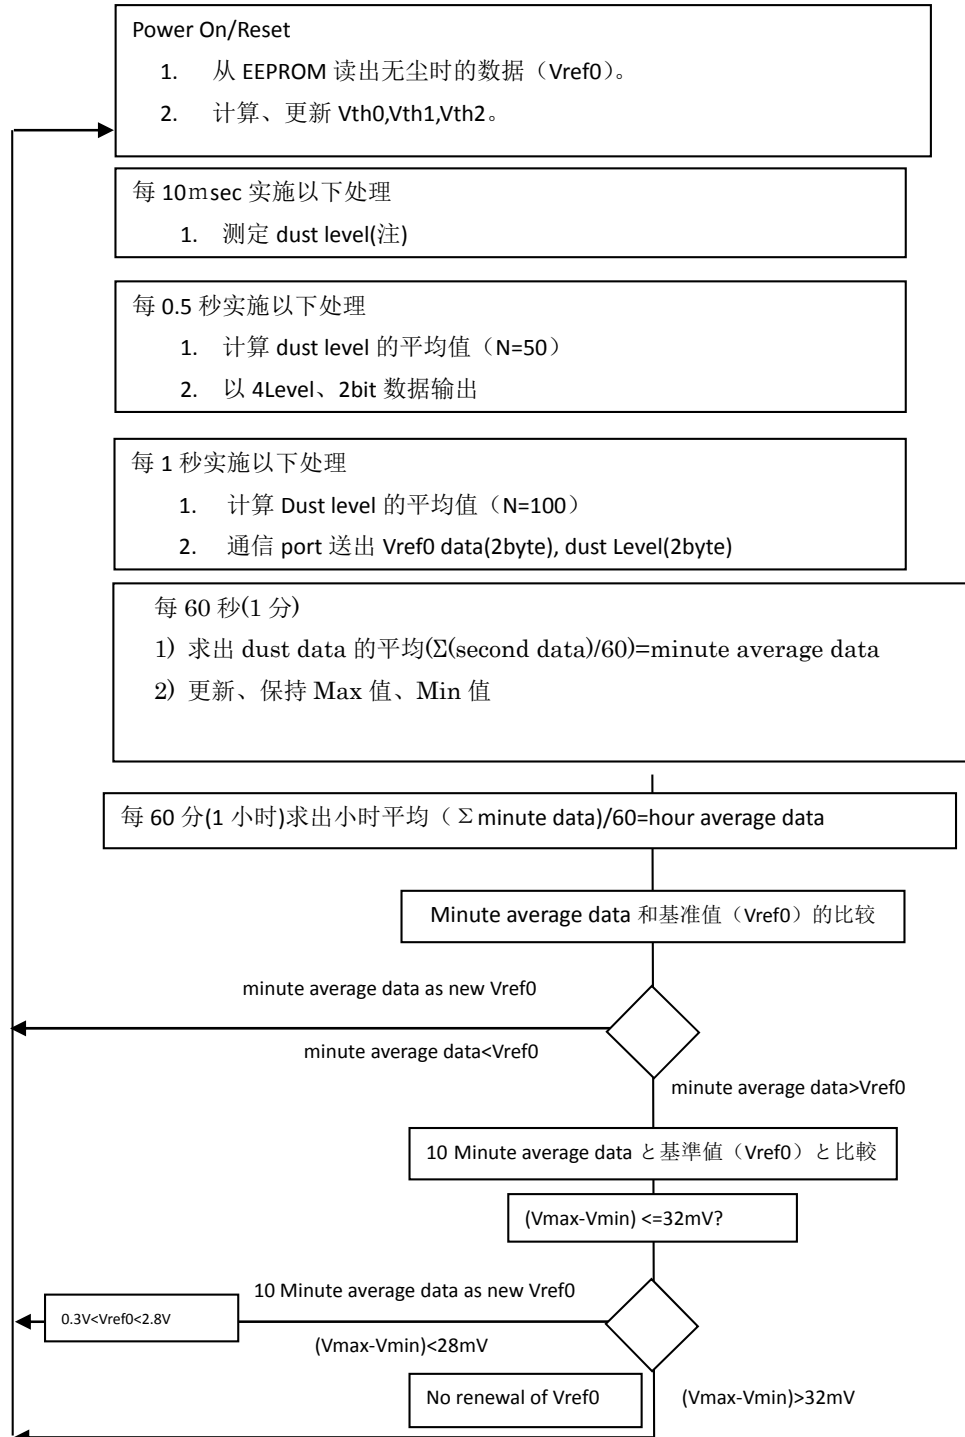 Power On/Reset
1. 从 EEPROM 读出无尘时的数据（Vref0）。
2. 计算、更新 Vth0,Vth1,Vth2。
每 10ｍsec 实施以下处理
1. 测定 dust level(注)
每 0.5 秒实施以下处理
1. 计算 dust level 的平均值（N=50）
2. 以 4Level、2bit 数据输出
每 1 秒实施以下处理
1. 计算 Dust level 的平均值（N=100）
2. 通信 port 送出 Vref0 data(2byte), dust Level(2byte)
每 60 秒(1 分)
1) 求出 dust data 的平均(Σ(second data)/60)=minute average data
2) 更新、保持 Max 值、Min 值
每 60 分(1 小时)求出小时平均（Σminute data)/60=hour average data
Minute average data 和基准值（Vref0）的比较
minute average data as new Vref0
minute average data<Vref0
minute average data>Vref0
10 Minute average data と基準値（Vref0）と比較
(Vmax-Vmin) <=32mV?
10 Minute average data as new Vref0
0.3V<Vref0<2.8V
(Vmax-Vmin)<28mV
No renewal of Vref0
(Vmax-Vmin)>32mV